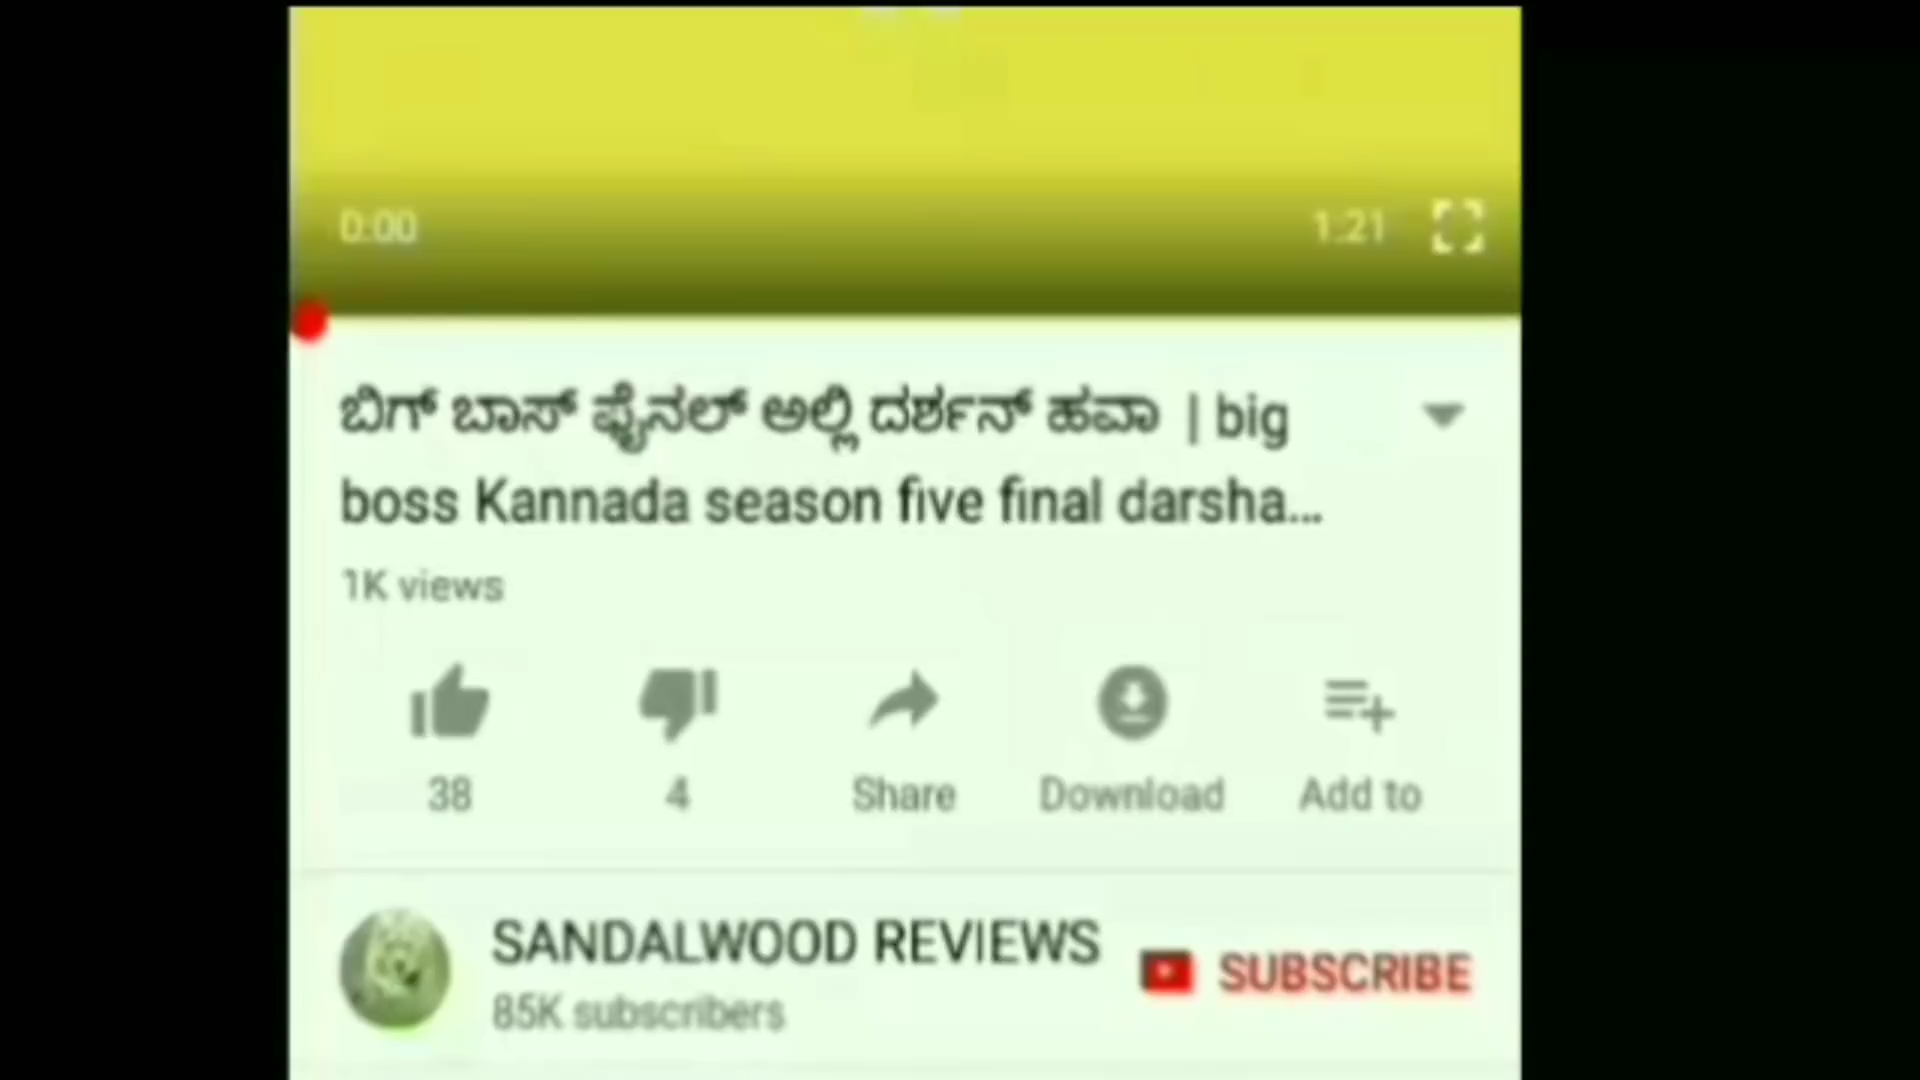 0:00 1:21
ಬಿಗ್ ಬಾಸ್ ಫೈನಲ್ ಅಲ್ಲಿ ದರ್ಶನ್ ಹವಾ | big
boss Kannada season five final darsha...
1K views
38 4 Share Download Add to
SANDALWOOD REVIEWS SUBSCRIBE
85K subscribers